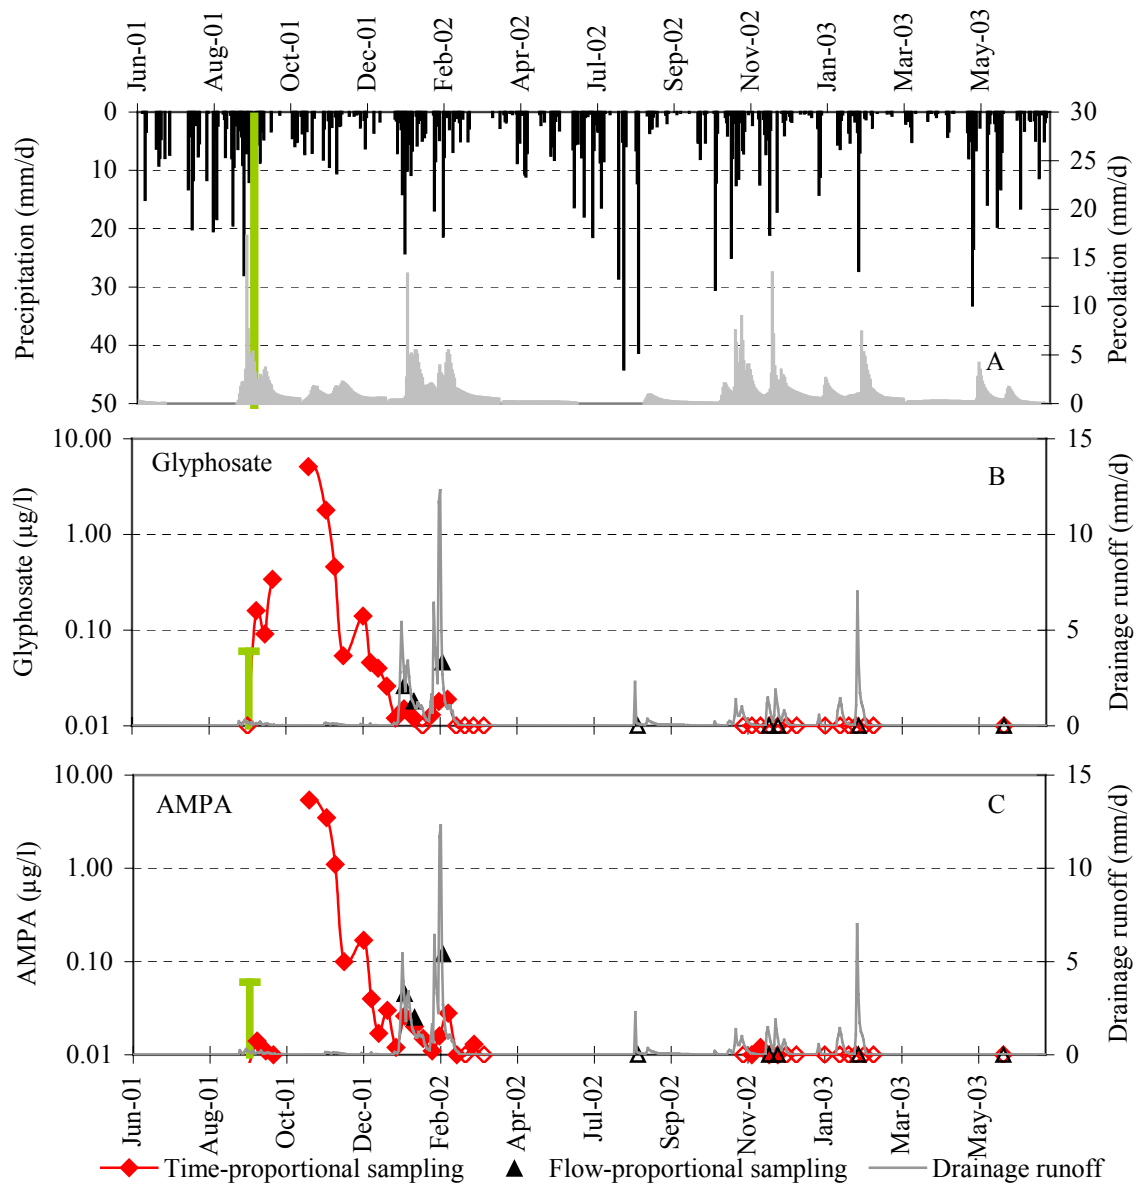 Jun-01 Aug-01 Oct-01 Dec-01 Feb-02 Apr-02 Jul-02 Sep-02 Nov-02 Jan-03 Mar-03 May-03
Precipitation (mm/d)
0
10
20
30
40
50
30
25
20
15
10
5
0
Percolation (mm/d)
A
Glyphosate (µg/l)
10.00
1.00
0.10
0.01
Glyphosate
B
15
10
5
0
Drainage runoff (mm/d)
AMPA (µg/l)
10.00
1.00
0.10
0.01
AMPA
C
15
10
5
0
Drainage runoff (mm/d)
Jun-01 Aug-01 Oct-01 Dec-01 Feb-02 Apr-02 Jul-02 Sep-02 Nov-02 Jan-03 Mar-03 May-03
Time-proportional sampling Flow-proportional sampling Drainage runoff